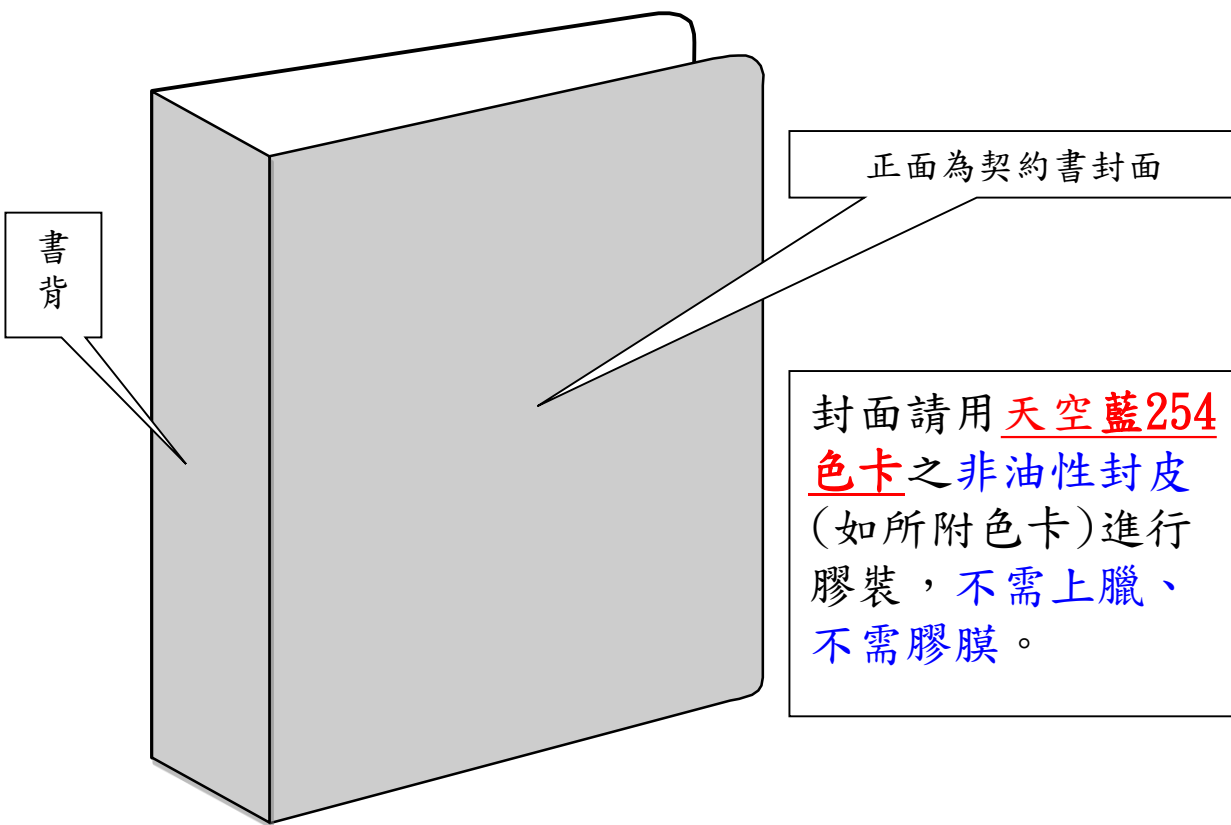 正面為契約書封面
書
背
封面請用天空藍254
色卡之非油性封皮
(如所附色卡)進行
膠裝，不需上臘、
不需膠膜。